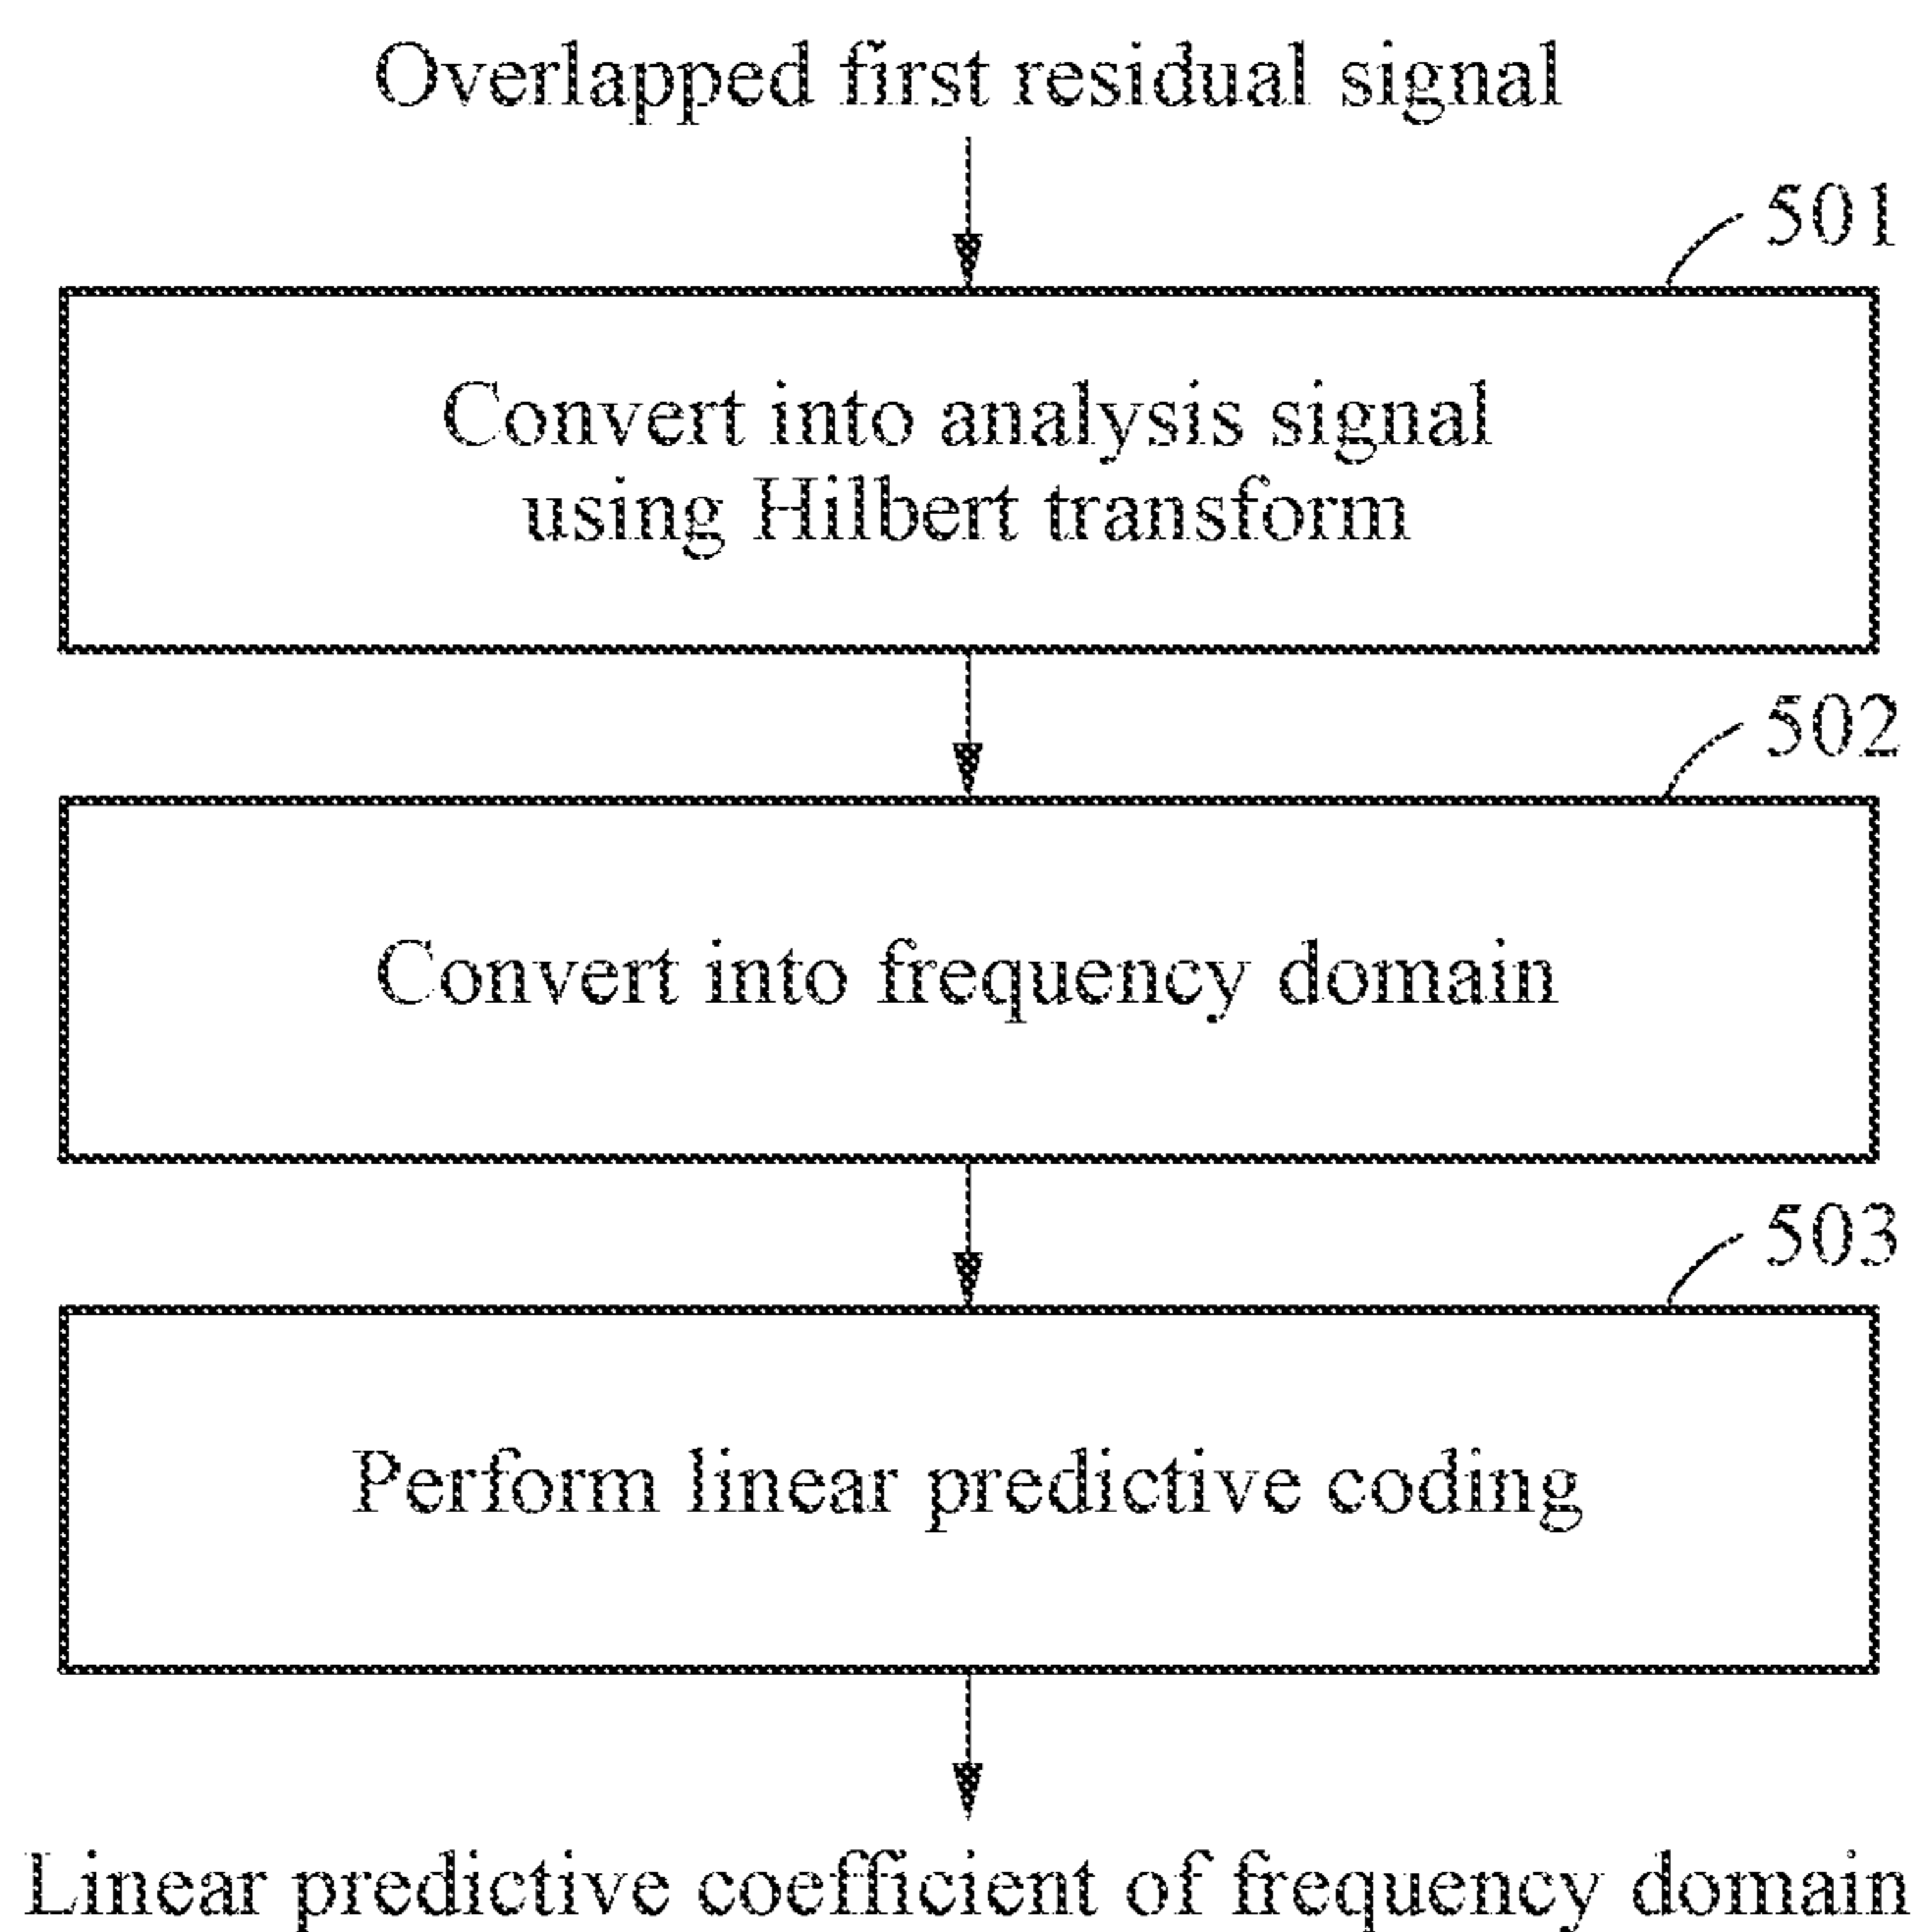 Overlapped first residual signal
501
Convert into analysis signal
using Hilbert transform
502
Convert into frequency domain
503
Perform linear predictive coding
Linear predictive coefficient of frequency domain